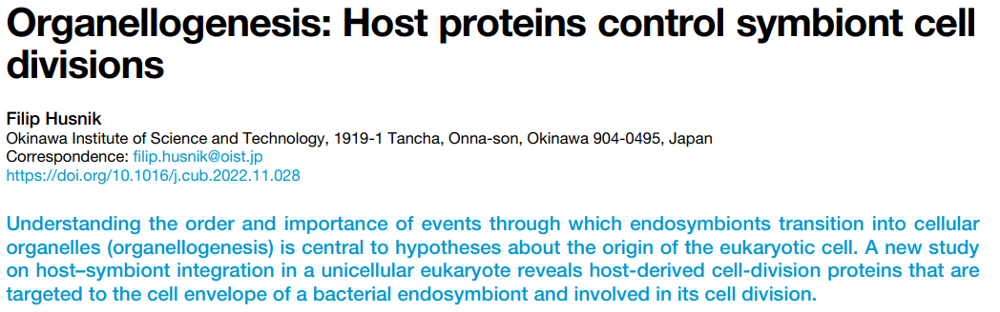 Organellogenesis: Host proteins control symbiont cell
divisions
Filip Husnik
Okinawa Institute of Science and Technology, 1919-1 Tancha, Onna-son, Okinawa 904-0495, Japan
Correspondence: filip.husnik@oist.jp
https://doi.org/10.1016/j.cub.2022.11.028
Understanding the order and importance of events through which endosymbionts transition into cellular
organelles (organellogenesis) is central to hypotheses about the origin of the eukaryotic cell. A new study
on host–symbiont integration in a unicellular eukaryote reveals host-derived cell-division proteins that are
targeted to the cell envelope of a bacterial endosymbiont and involved in its cell division.